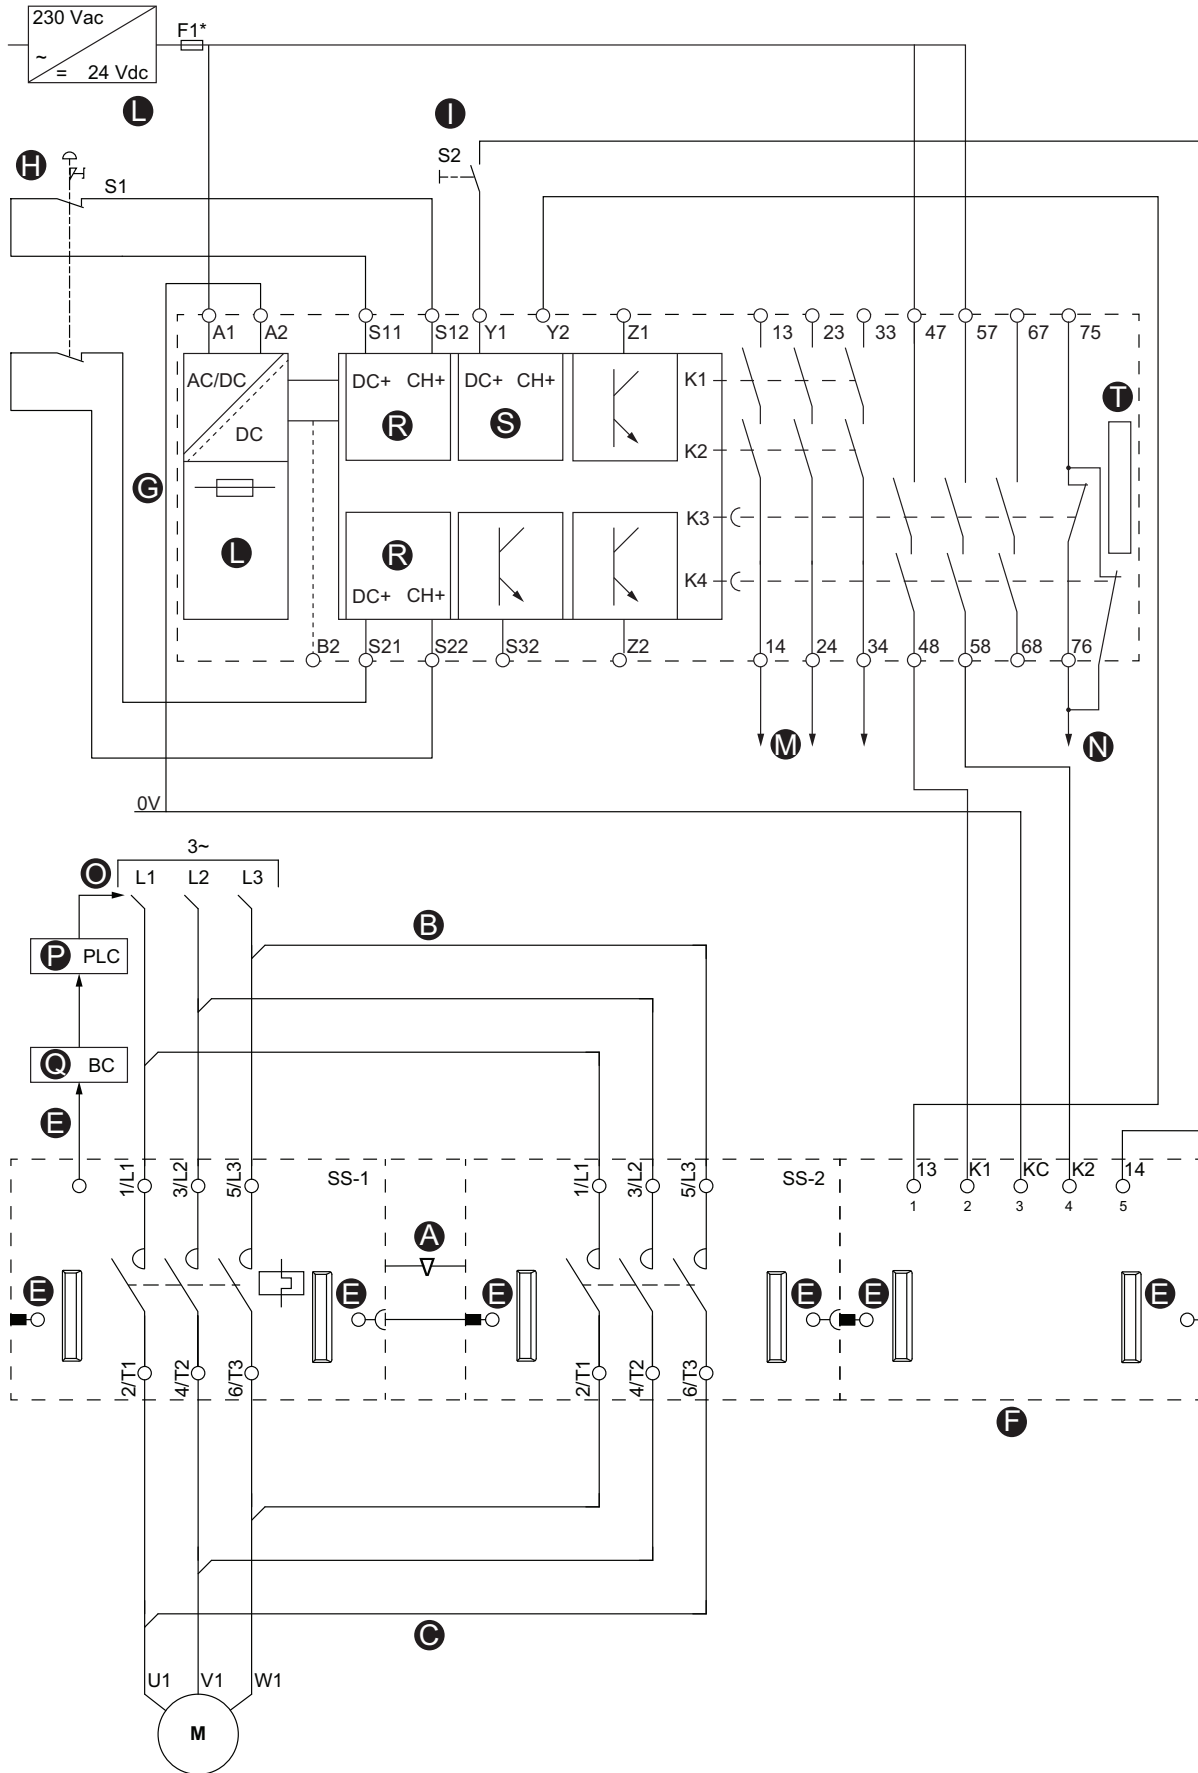 230 Vac
F1*
~
= 24 Vdc
L
I
H
S2
S1
A1 A2 S11 S12 Y1 Y2 Z1 13 23 33 47 57 67 75
AC/DC
DC
DC+ CH+
DC+ CH+
R
S
K1
T
K2
G
K3
L
R
DC+ CH+
K4
B2 S21 S22 S32 Z2 14 24 34 48 58 68 76
M
N
0V
3~
O
L1 L2 L3
B
P PLC
Q BC
E
1/L1 3/L2 5/L3
SS-1
1/L1 3/L2 5/L3
SS-2
13 K1 KC K2 14
1 2 3 4 5
A
E E E E E E
2/T1 4/T2 6/T3
2/T1 4/T2 6/T3
F
C
U1 V1 W1
M